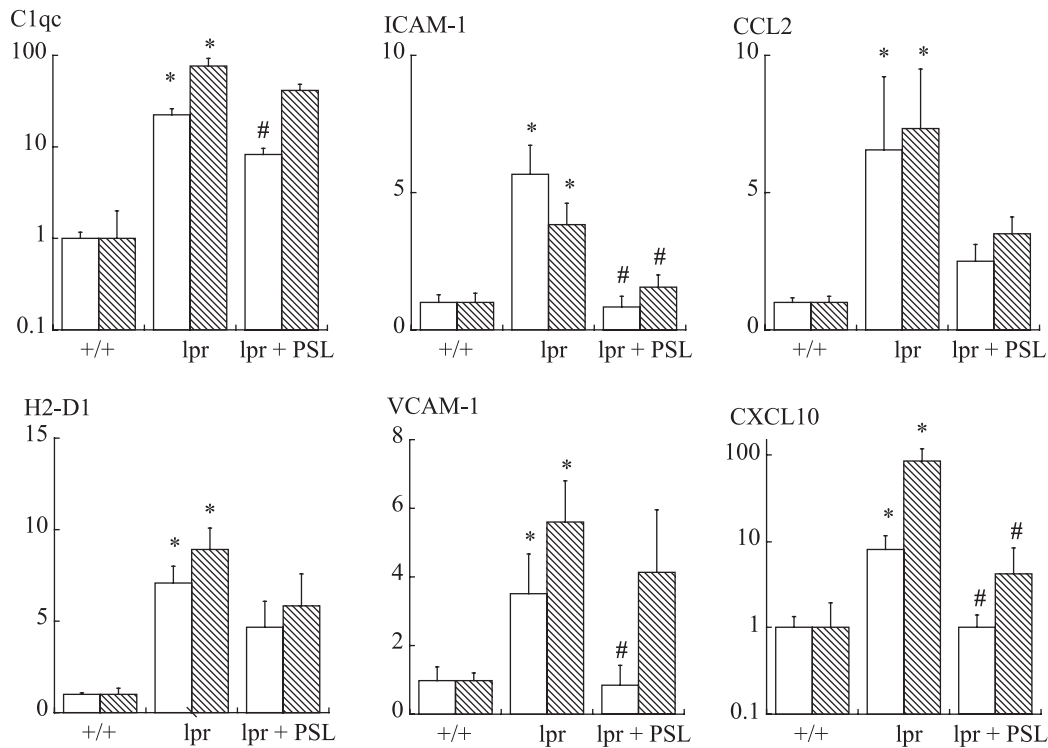 C1qc
100
10
1
0.1
* * #
+/+ lpr lpr + PSL
ICAM-1
10
5
0
* * # #
+/+ lpr lpr + PSL
CCL2
10
5
0
* *
+/+ lpr lpr + PSL
H2-D1
15
10
5
0
* *
+/+ lpr lpr + PSL
VCAM-1
8
6
4
2
0
* * #
+/+ lpr lpr + PSL
CXCL10
100
10
1
0.1
* * # #
+/+ lpr lpr + PSL